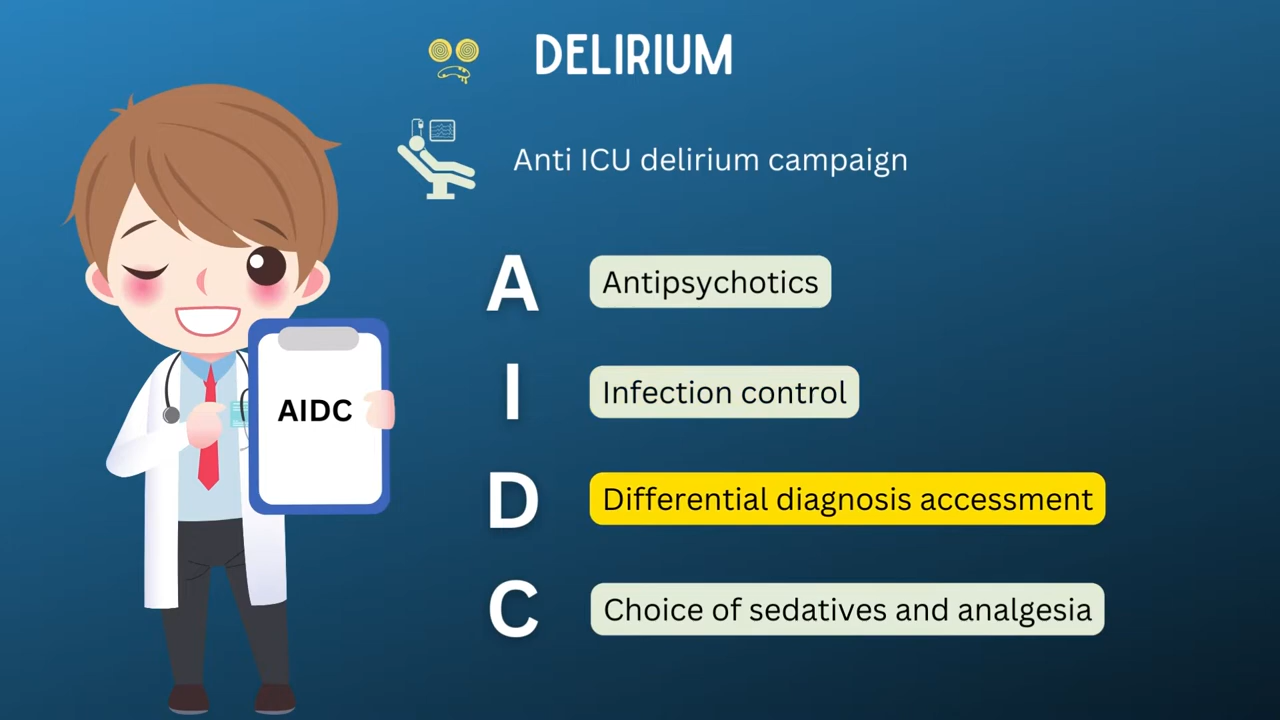 DELIRIUM
Anti ICU delirium campaign
A Antipsychotics
I Infection control
AIDC
D Differential diagnosis accessment
C Choice of sedatives and analgesia